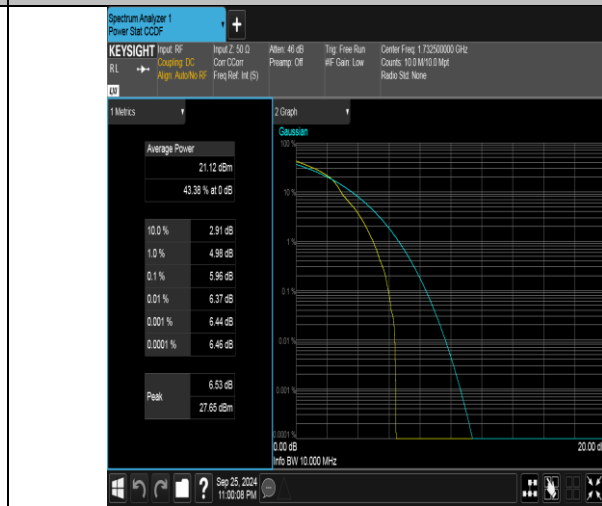 Spectrum Analyzer 1
Power Stat CCDF
+
KEYSIGHT Input: RF Input Z: 50 Ω Atten: 46 dB Trig: Free Run Center Freq: 1.732500000 GHz
Coupling: DC Corr CCorr Preamp: Off #IF Gain: Low Counts: 10.0 M/10.0 Mpt
RL Align: Auto/No RF Freq Ref: Int (S) Radio Std: None
LXI
1 Metrics
Average Power
21.12 dBm
43.38 % at 0 dB
10.0 % 2.91 dB
1.0 % 4.98 dB
0.1 % 5.96 dB
0.01 % 6.37 dB
0.001 % 6.44 dB
0.0001 % 6.46 dB
Peak 6.53 dB
27.65 dBm
2 Graph
Gaussian
100 %
10 %
1 %
0.1 %
0.01 %
0.001 %
0.0001 %
0.00 dB 20.00 d
Info BW 10.000 MHz
? Sep 25, 2024
11:00:08 PM